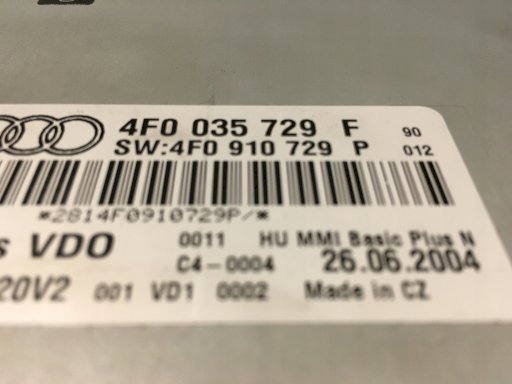 4F0 035 729 F 90
SW:4F0 910 729 P 012
*2814F0910729P/*
s VDO 0011 HU MMI Basic Plus N
C4-0004 26.06.2004
20V2 001 VD1 0002 Made in CZ